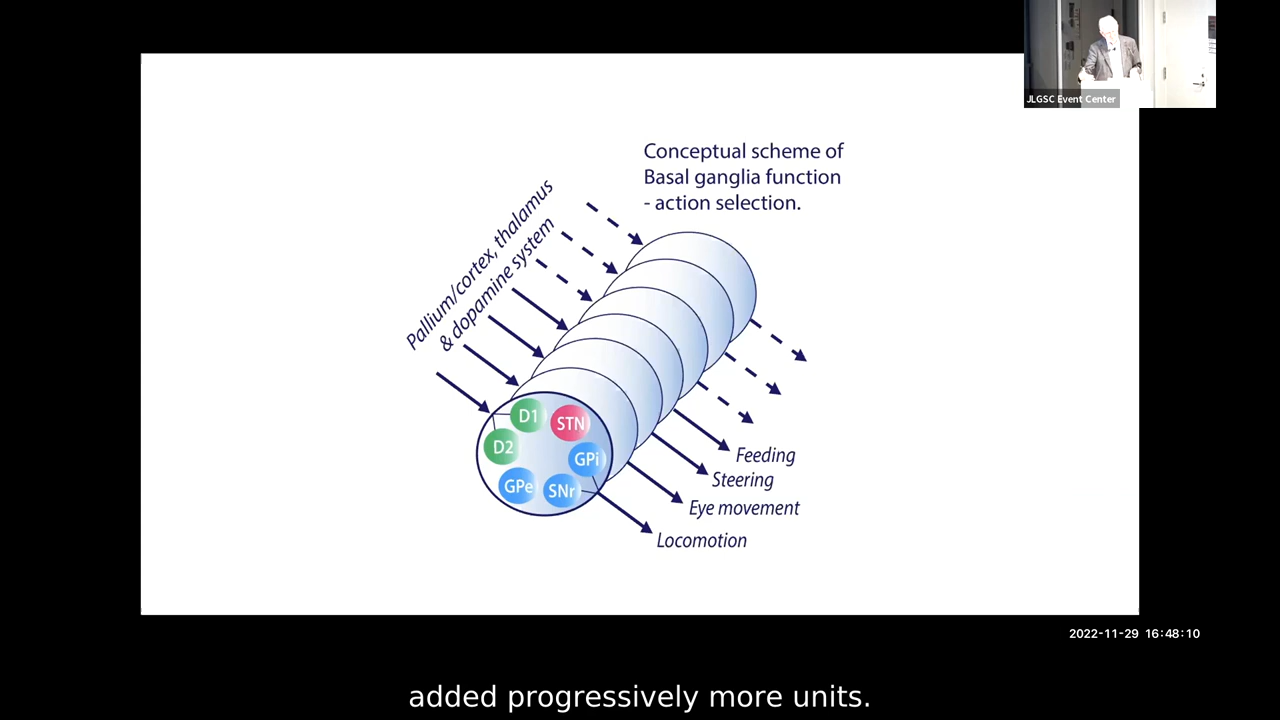 JLGSC Event Center
Conceptual scheme of
Basal ganglia function
- action selection.
Pallium/cortex, thalamus
& dopamine system
D1
STN
D2
GPi
GPe
SNr
Feeding
Steering
Eye movement
Locomotion
2022-11-29 16:48:10
added progressively more units.